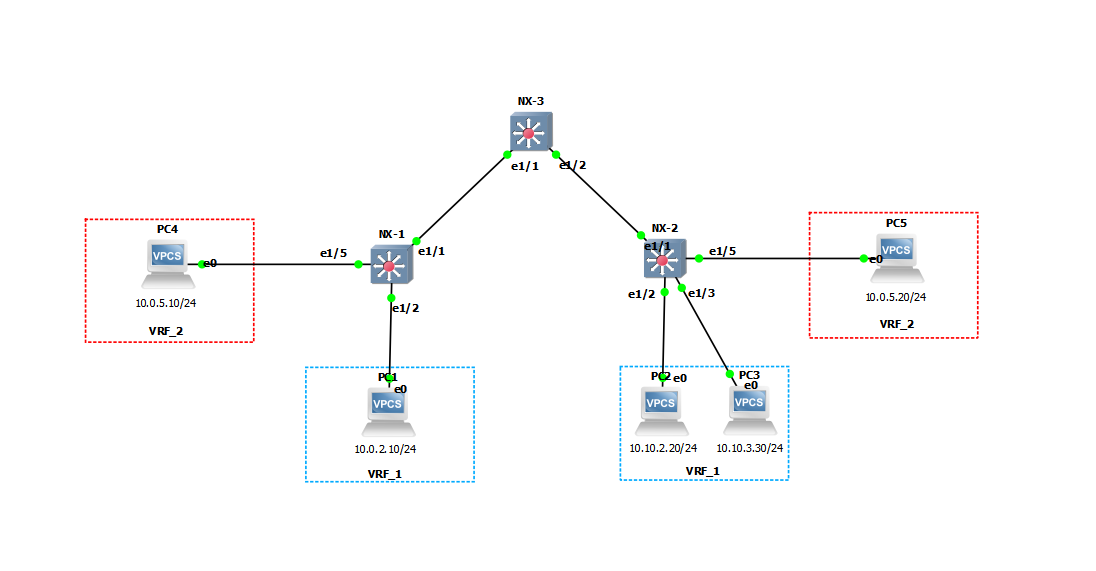 NX-3
e1/1
e1/2
PC4
VPCS
e0
10.0.5.10/24
VRF_2
NX-1
e1/5
e1/1
e1/2
NX-2
e1/1
e1/5
e1/2
e1/3
PC5
VPCS
e0
10.0.5.20/24
VRF_2
PC1
e0
VPCS
10.0.2.10/24
VRF_1
PC2
e0
VPCS
10.10.2.20/24
PC3
e0
VPCS
10.10.3.30/24
VRF_1